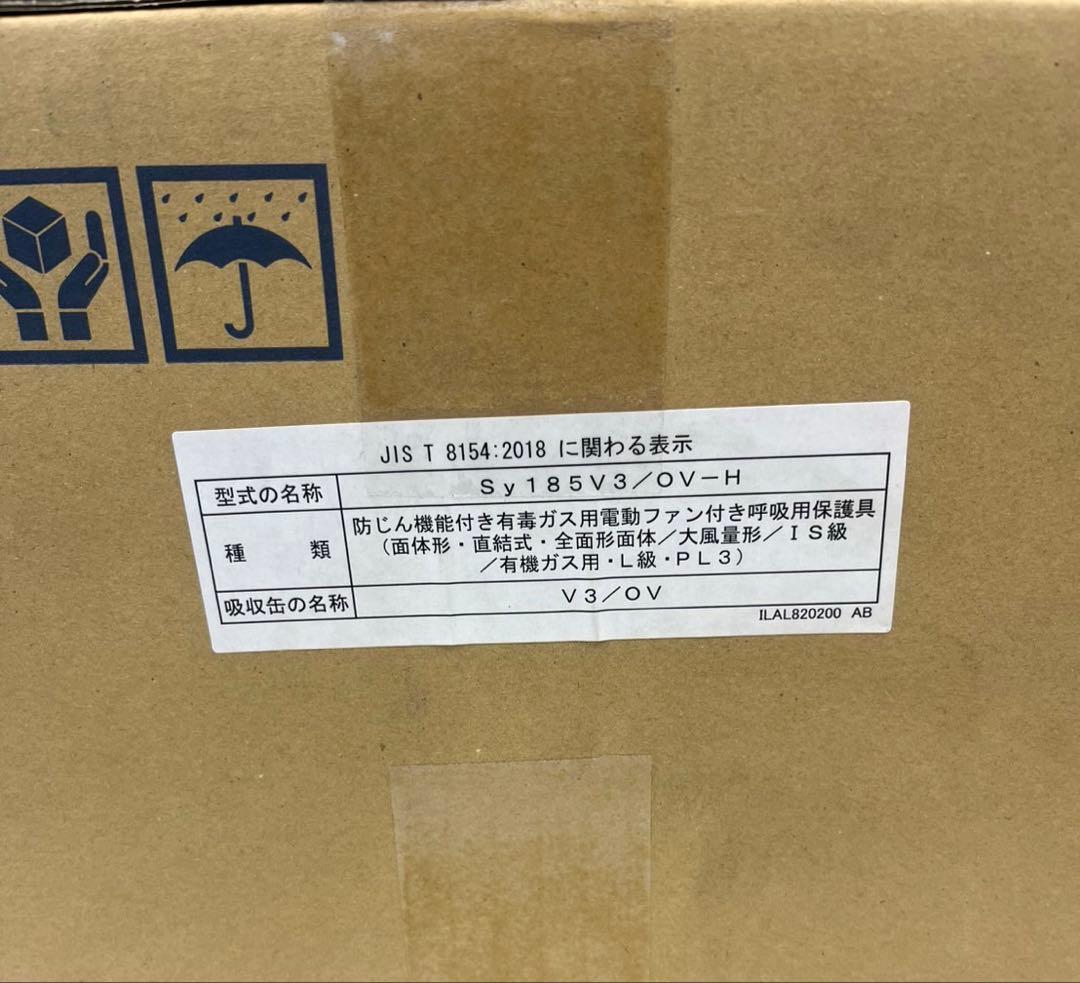 JIS T 8154:2018 に関わる表示
型式の名称 Sy185V3/OV-H
種　類 防じん機能付き有毒ガス用電動ファン付き呼吸用保護具
(面体形・直結式・全面形面体/大風量形/IS級
/有機ガス用・L級・PL3)
吸収缶の名称 V3/OV
ILAL820200 AB